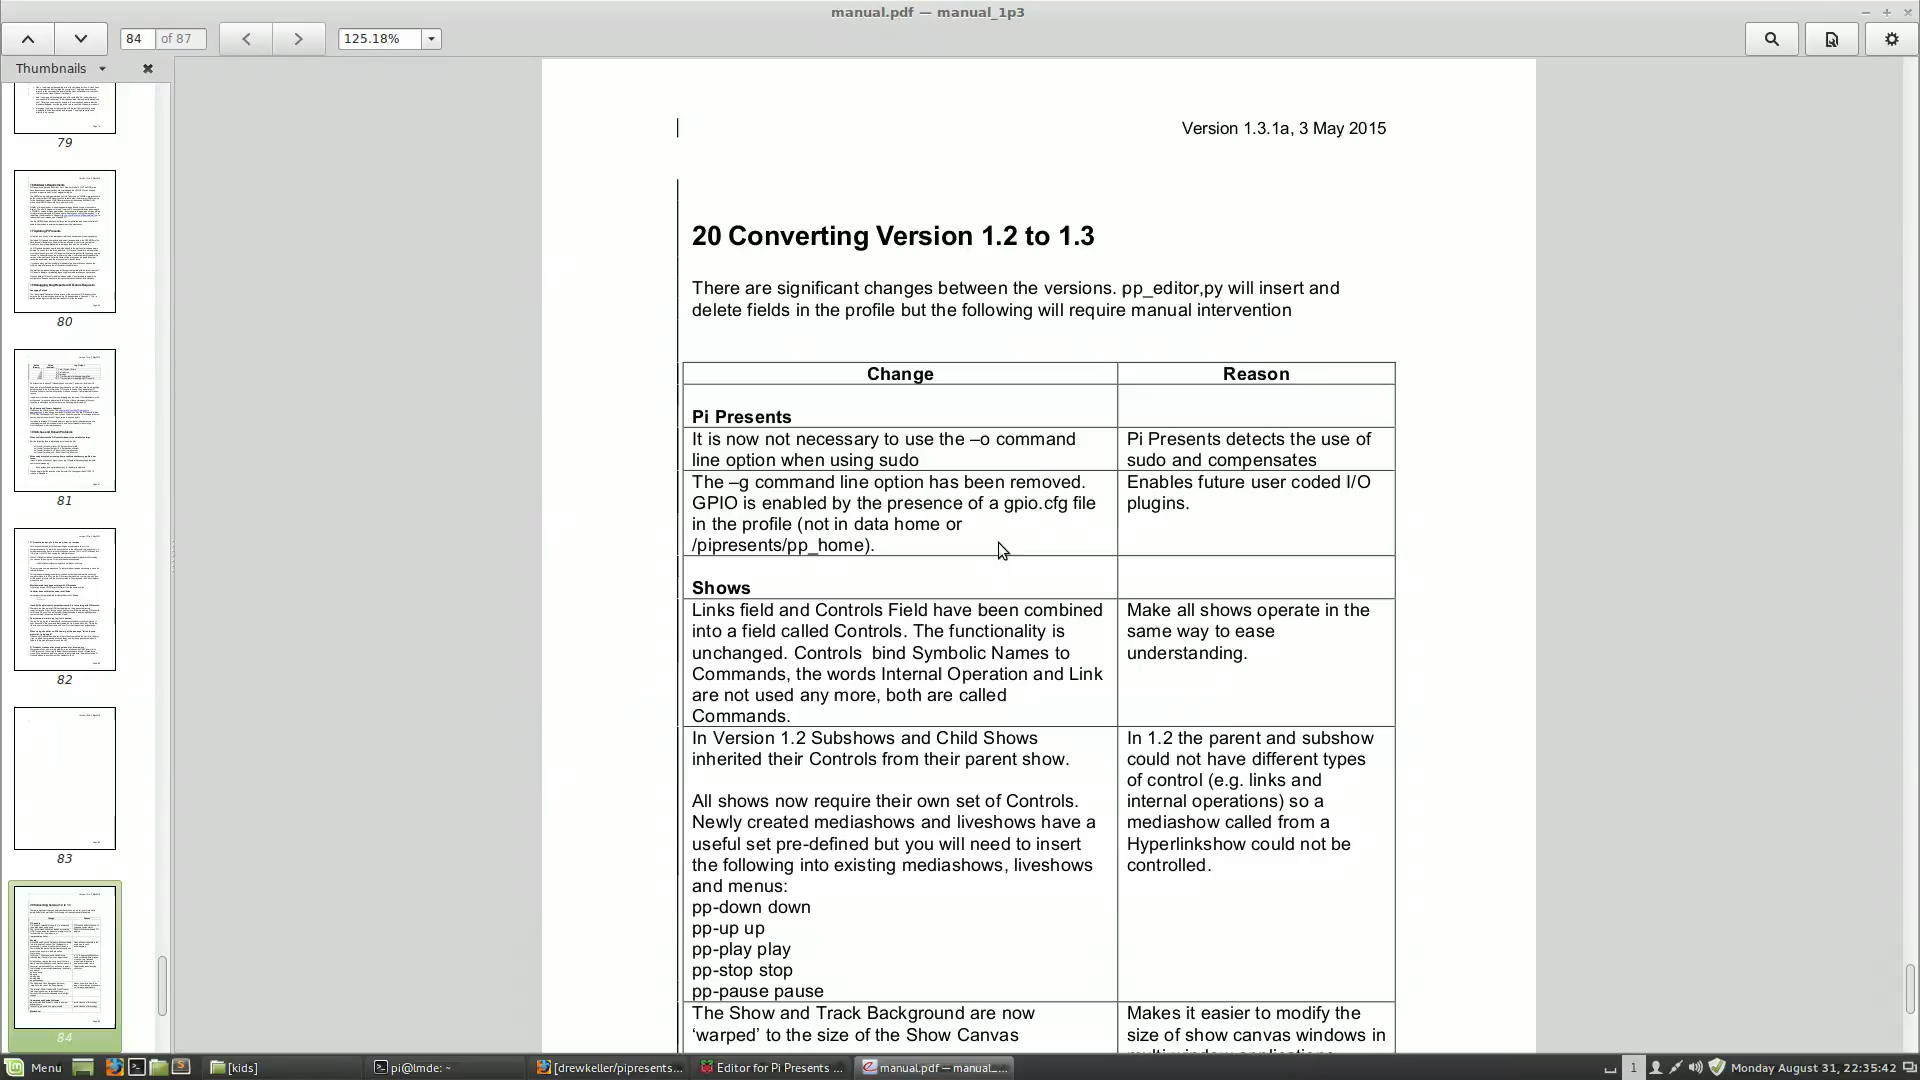 manual.pdf — manual_1p3
84 of 87
125.18%
Thumbnails
79
80
81
82
83
84
Version 1.3.1a, 3 May 2015
20 Converting Version 1.2 to 1.3
There are significant changes between the versions. pp_editor,py will insert and
delete fields in the profile but the following will require manual intervention
Change
Reason
Pi Presents
It is now not necessary to use the –o command
line option when using sudo
Pi Presents detects the use of
sudo and compensates
The –g command line option has been removed.
GPIO is enabled by the presence of a gpio.cfg file
in the profile (not in data home or
/pipresents/pp_home).
Enables future user coded I/O
plugins.
Shows
Links field and Controls Field have been combined
into a field called Controls. The functionality is
unchanged. Controls  bind Symbolic Names to
Commands, the words Internal Operation and Link
are not used any more, both are called
Commands.
Make all shows operate in the
same way to ease
understanding.
In Version 1.2 Subshows and Child Shows
inherited their Controls from their parent show.
All shows now require their own set of Controls.
Newly created mediashows and liveshows have a
useful set pre-defined but you will need to insert
the following into existing mediashows, liveshows
and menus:
pp-down down
pp-up up
pp-play play
pp-stop stop
pp-pause pause
In 1.2 the parent and subshow
could not have different types
of control (e.g. links and
internal operations) so a
mediashow called from a
Hyperlinkshow could not be
controlled.
The Show and Track Background are now
‘warped’ to the size of the Show Canvas
Makes it easier to modify the
size of show canvas windows in
Menu
[kids]
pi@lmde: ~
[drewkeller/pipresents...
Editor for Pi Presents ...
manual.pdf — manual_...
1
Monday August 31, 22:35:42